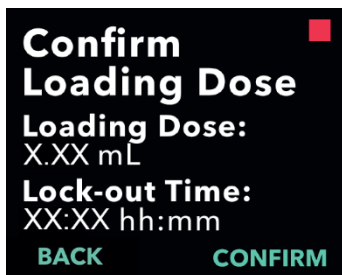 Confirm
Loading Dose
Loading Dose:
X.XX mL
Lock-out Time:
XX:XX hh:mm
BACK CONFIRM